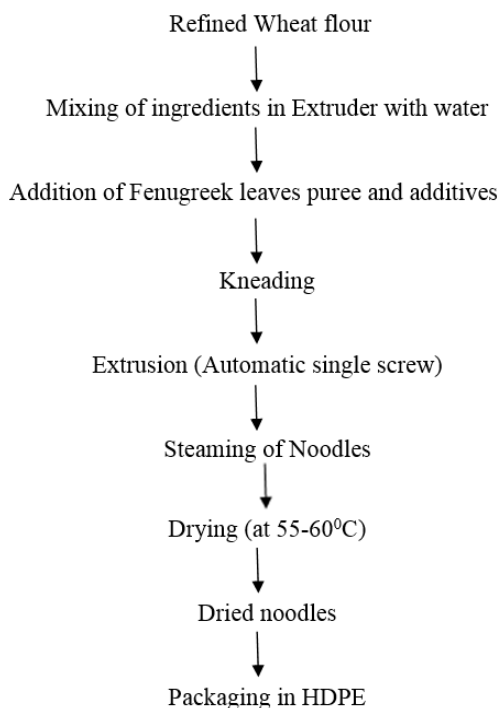 Refined Wheat flour
Mixing of ingredients in Extruder with water
Addition of Fenugreek leaves puree and additives
Kneading
Extrusion (Automatic single screw)
Steaming of Noodles
Drying (at 55-60⁰C)
Dried noodles
Packaging in HDPE